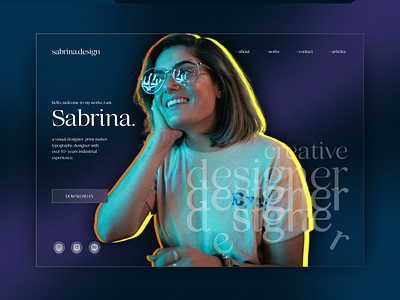 sabrina.design
~about
~works
~contact
~articles
hello. welcome to my works. I am
Sabrina.
a visual designer. print maker.
typography designer with
over 10+ years industrial
experience.
DOWNLOAD CV
creative
designer
designer
designer